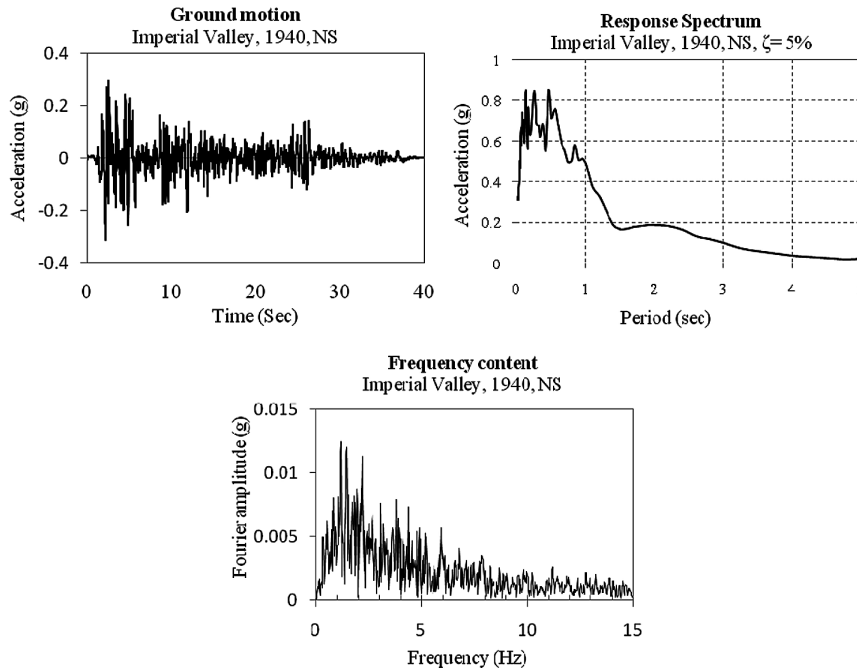 Ground motion
Imperial Valley, 1940, NS
0.4
0.2
0
-0.2
-0.4
Acceleration (g)
0 10 20 30 40
Time (Sec)
Response Spectrum
Imperial Valley, 1940, NS, ζ= 5%
1
0.8
0.6
0.4
0.2
0
Acceleration (g)
0 1 2 3 4
Period (sec)
Frequency content
Imperial Valley, 1940, NS
0.015
0.01
0.005
0
Fourier amplitude (g)
0 5 10 15
Frequency (Hz)